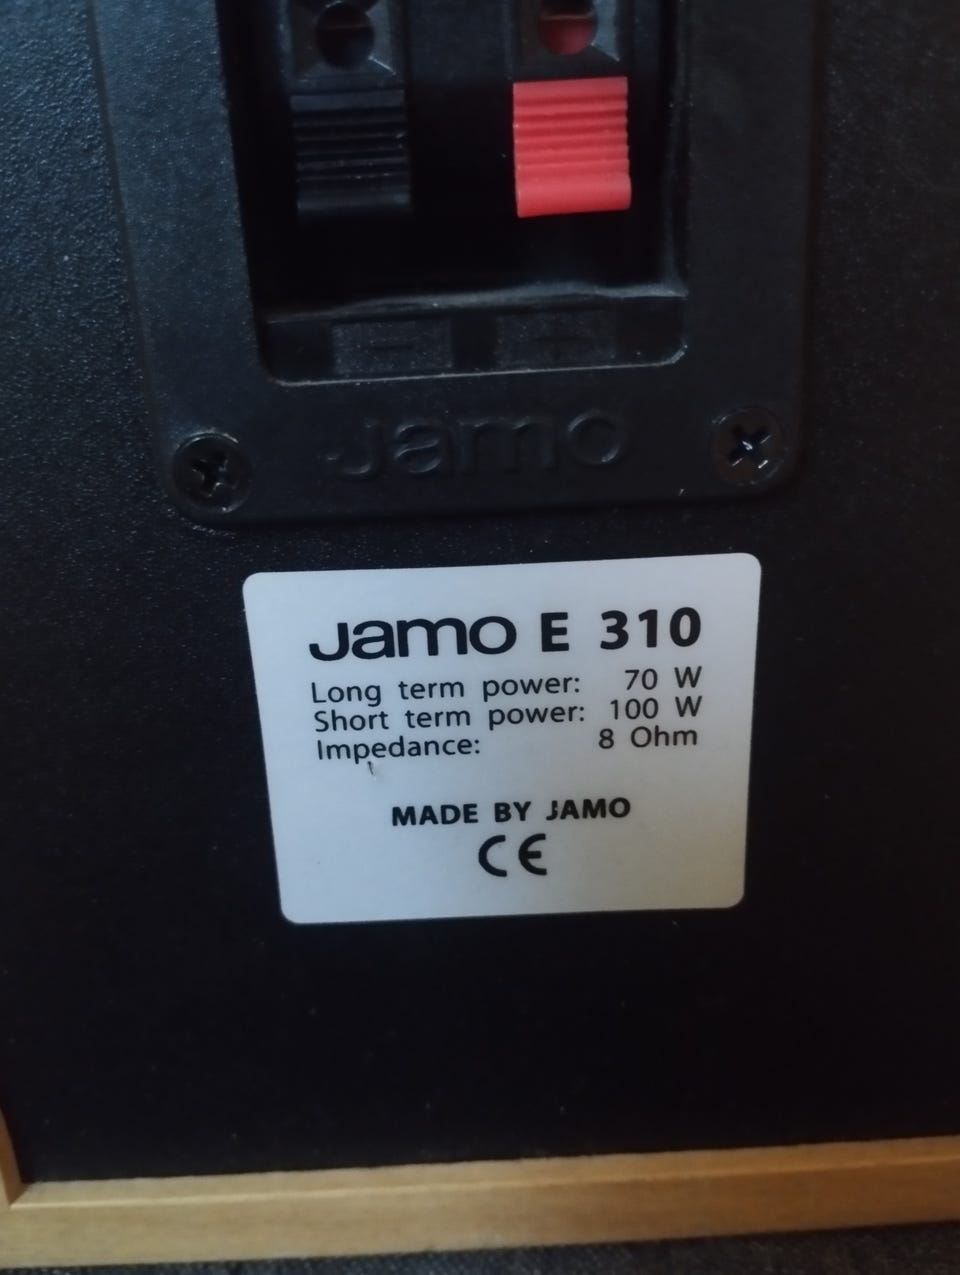 - +
Jamo
Jamo E 310
Long term power: 70 W
Short term power: 100 W
Impedance: 8 Ohm
MADE BY JAMO
CE